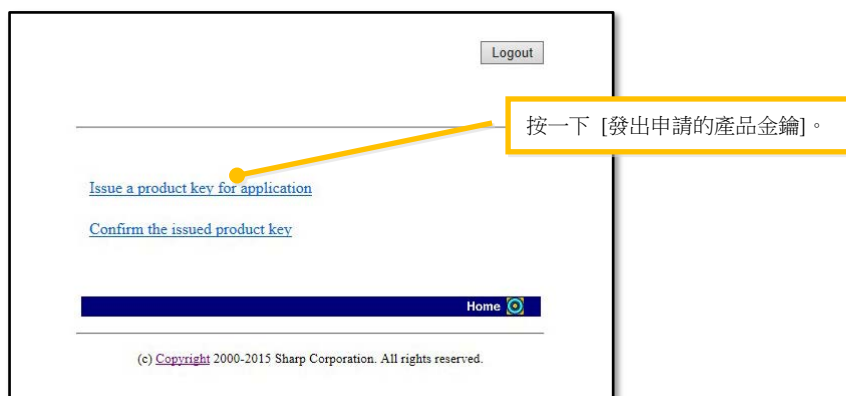 Logout
按一下 [發出申請的產品金鑰]。
Issue a product key for application
Confirm the issued product key
Home
(c) Copyright 2000-2015 Sharp Corporation. All rights reserved.